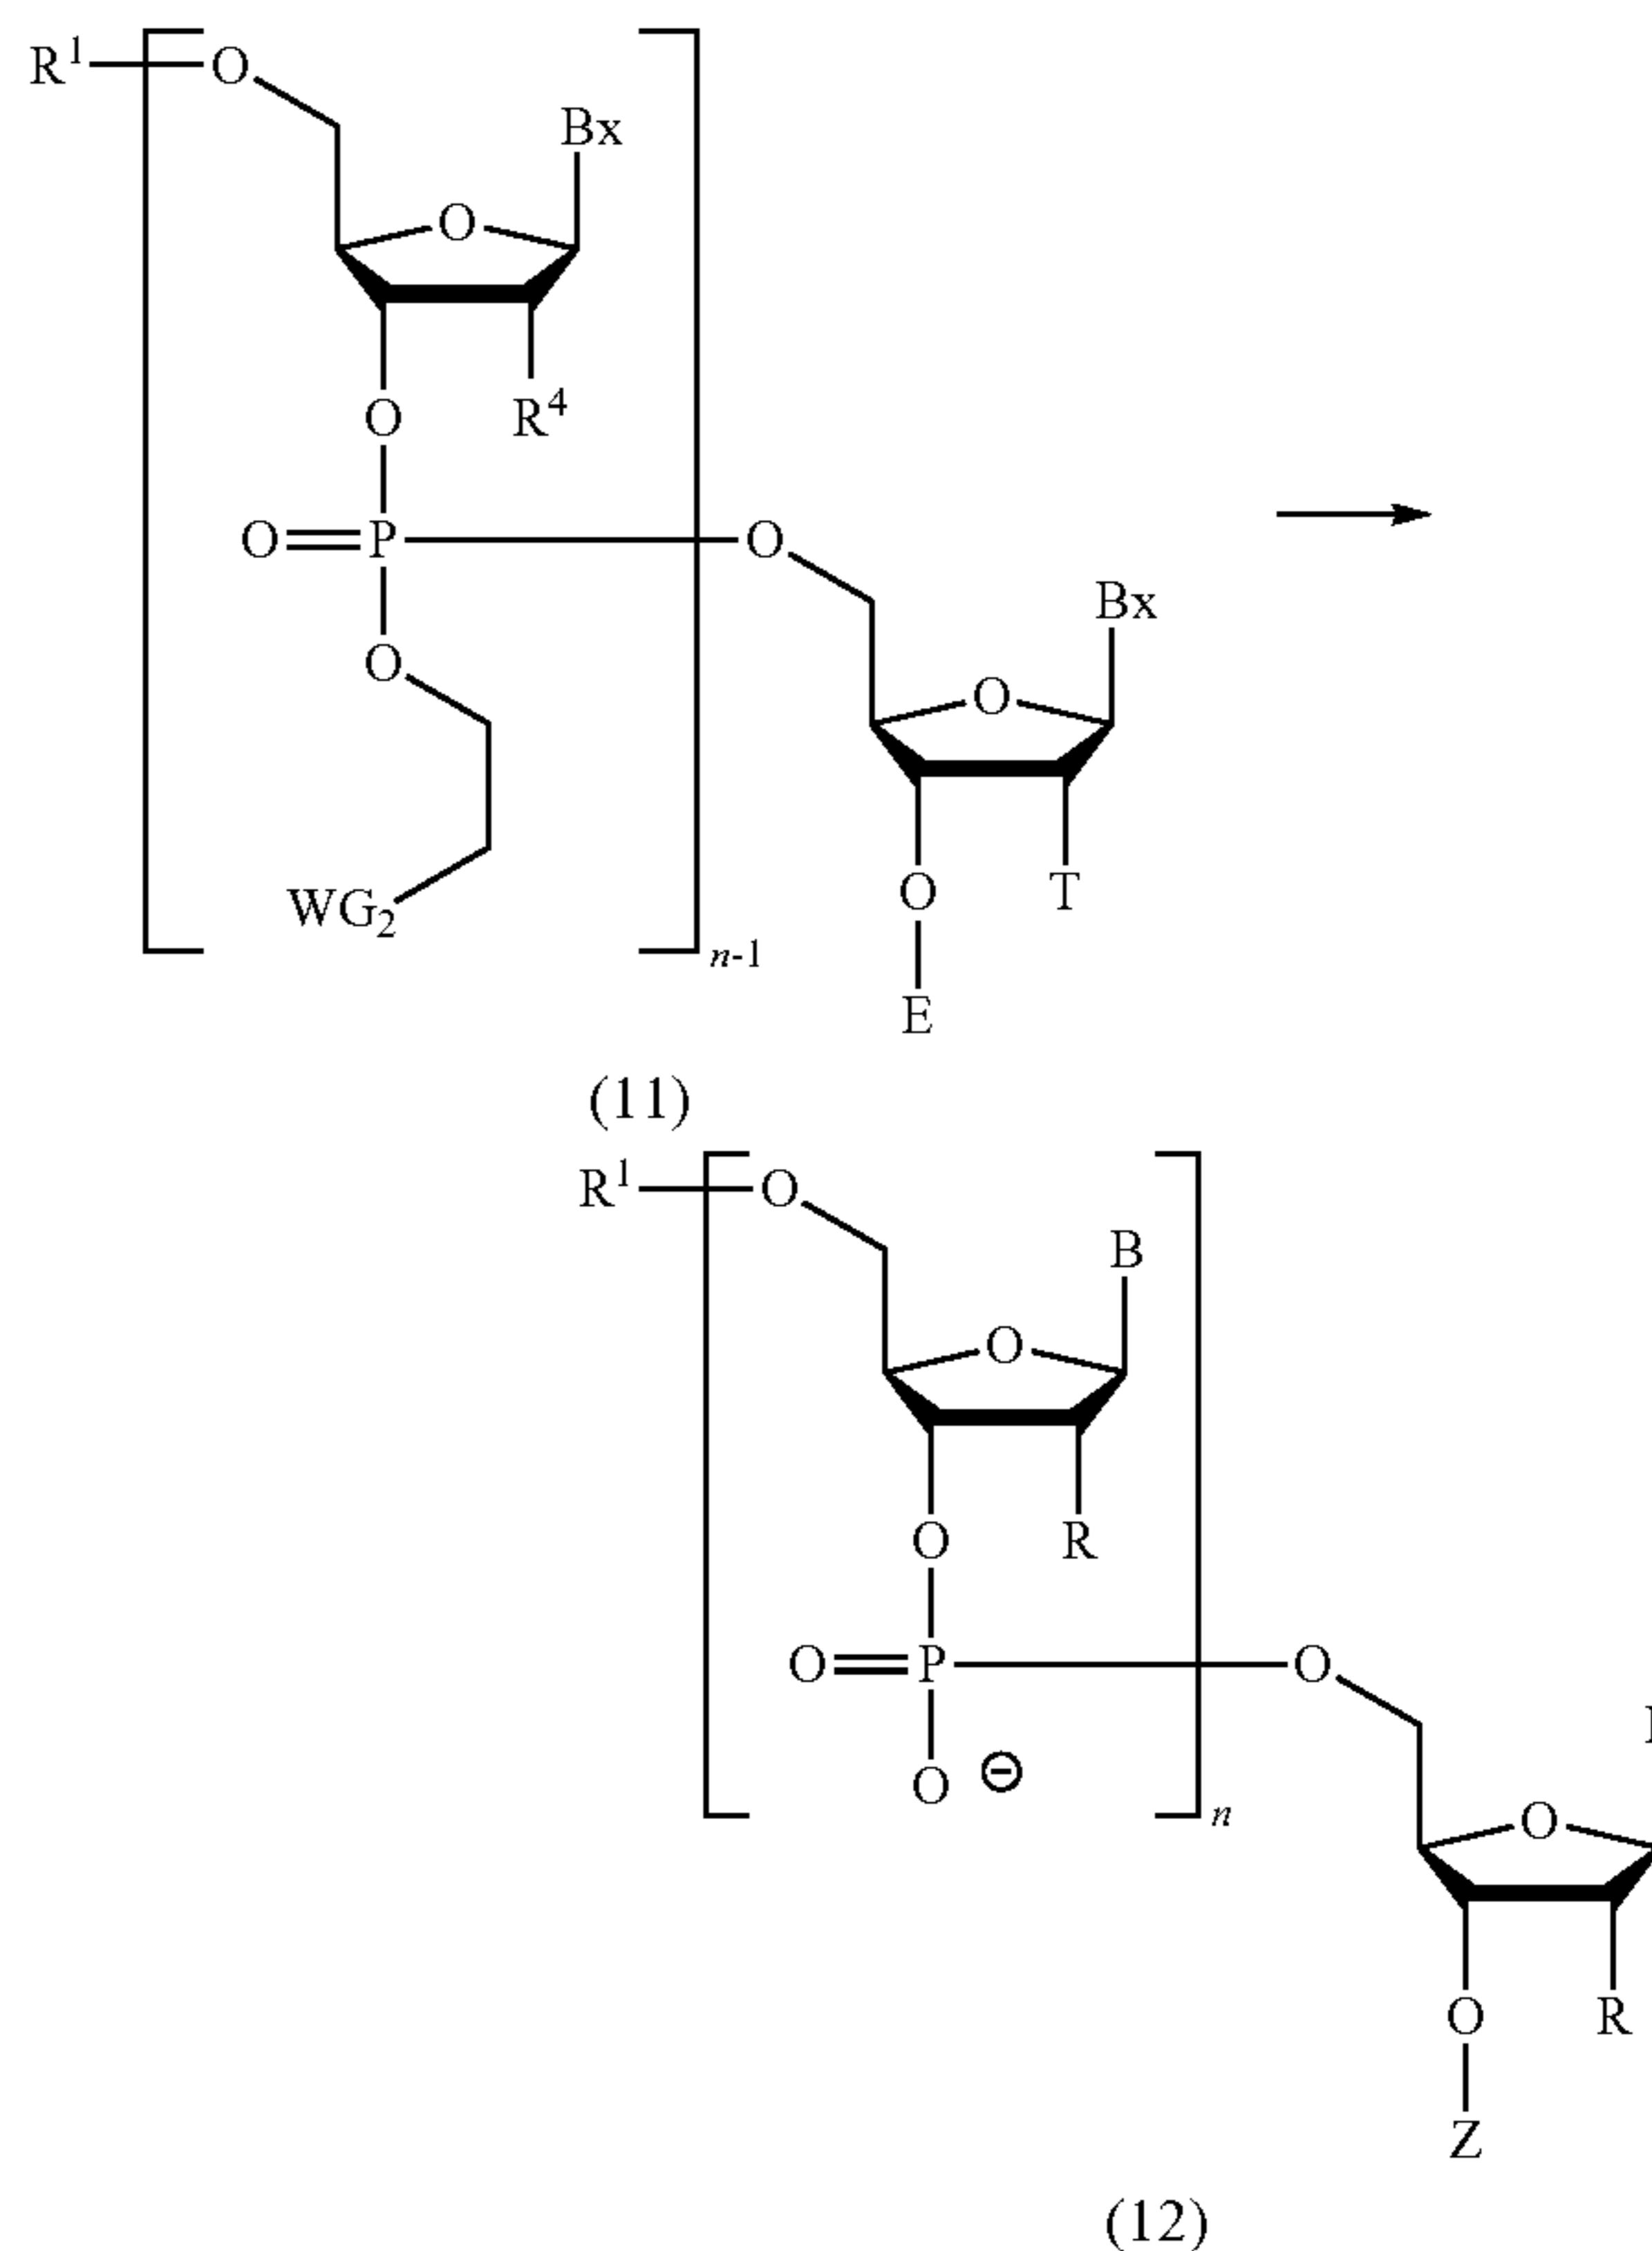 R¹ O
Bx
O
O R⁴
O P O
O Bx
O
WG₂ O T
n-1
E
(11)
R¹ O
B
O
O R
O P O
O ⊖
n O
O R
Z
(12)